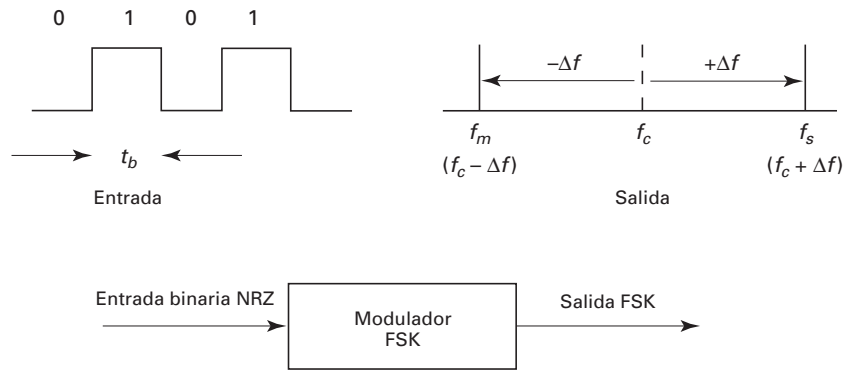 0 1 0 1
t_b
Entrada
–Δf +Δf
f_m f_c f_s
(f_c – Δf) (f_c + Δf)
Salida
Entrada binaria NRZ
Modulador
FSK
Salida FSK